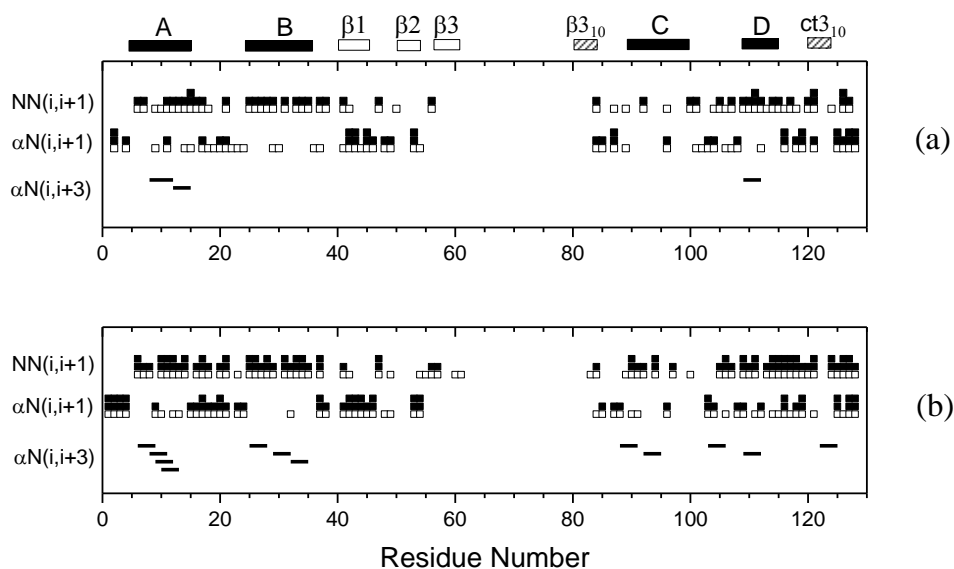 A B β1 β2 β3 β3₁₀ C D ct3₁₀
NN(i,i+1)
αN(i,i+1)
αN(i,i+3)
(a)
0 20 40 60 80 100 120
NN(i,i+1)
αN(i,i+1)
αN(i,i+3)
(b)
0 20 40 60 80 100 120
Residue Number